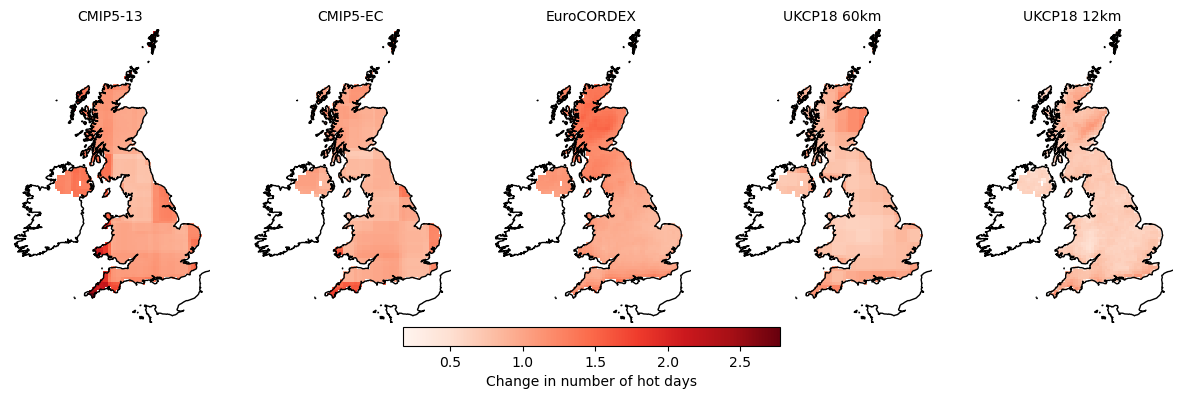 CMIP5-13 CMIP5-EC EuroCORDEX UKCP18 60km UKCP18 12km
0.5 1.0 1.5 2.0 2.5
Change in number of hot days